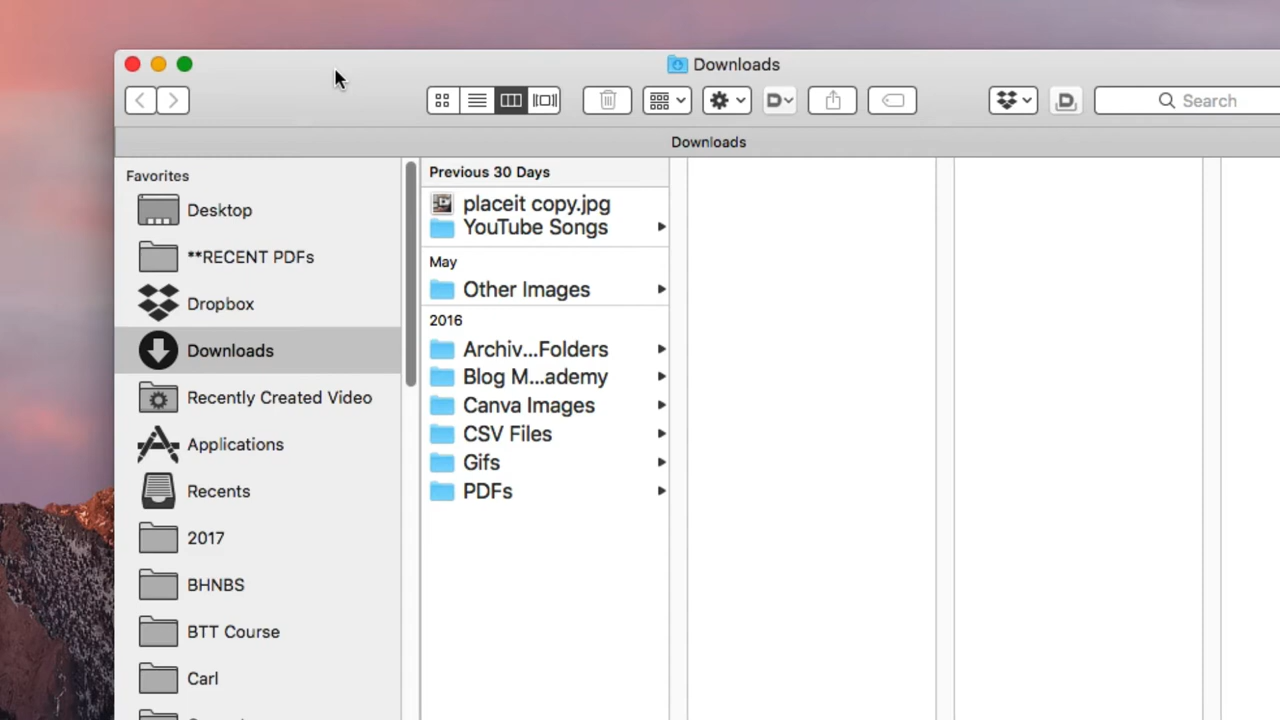 Downloads
Search
Downloads
Favorites
Desktop
**RECENT PDFs
Dropbox
Downloads
Recently Created Video
Applications
Recents
2017
BHNBS
BTT Course
Carl
Previous 30 Days
placeit copy.jpg
YouTube Songs
May
Other Images
2016
Archiv...Folders
Blog M...ademy
Canva Images
CSV Files
Gifs
PDFs